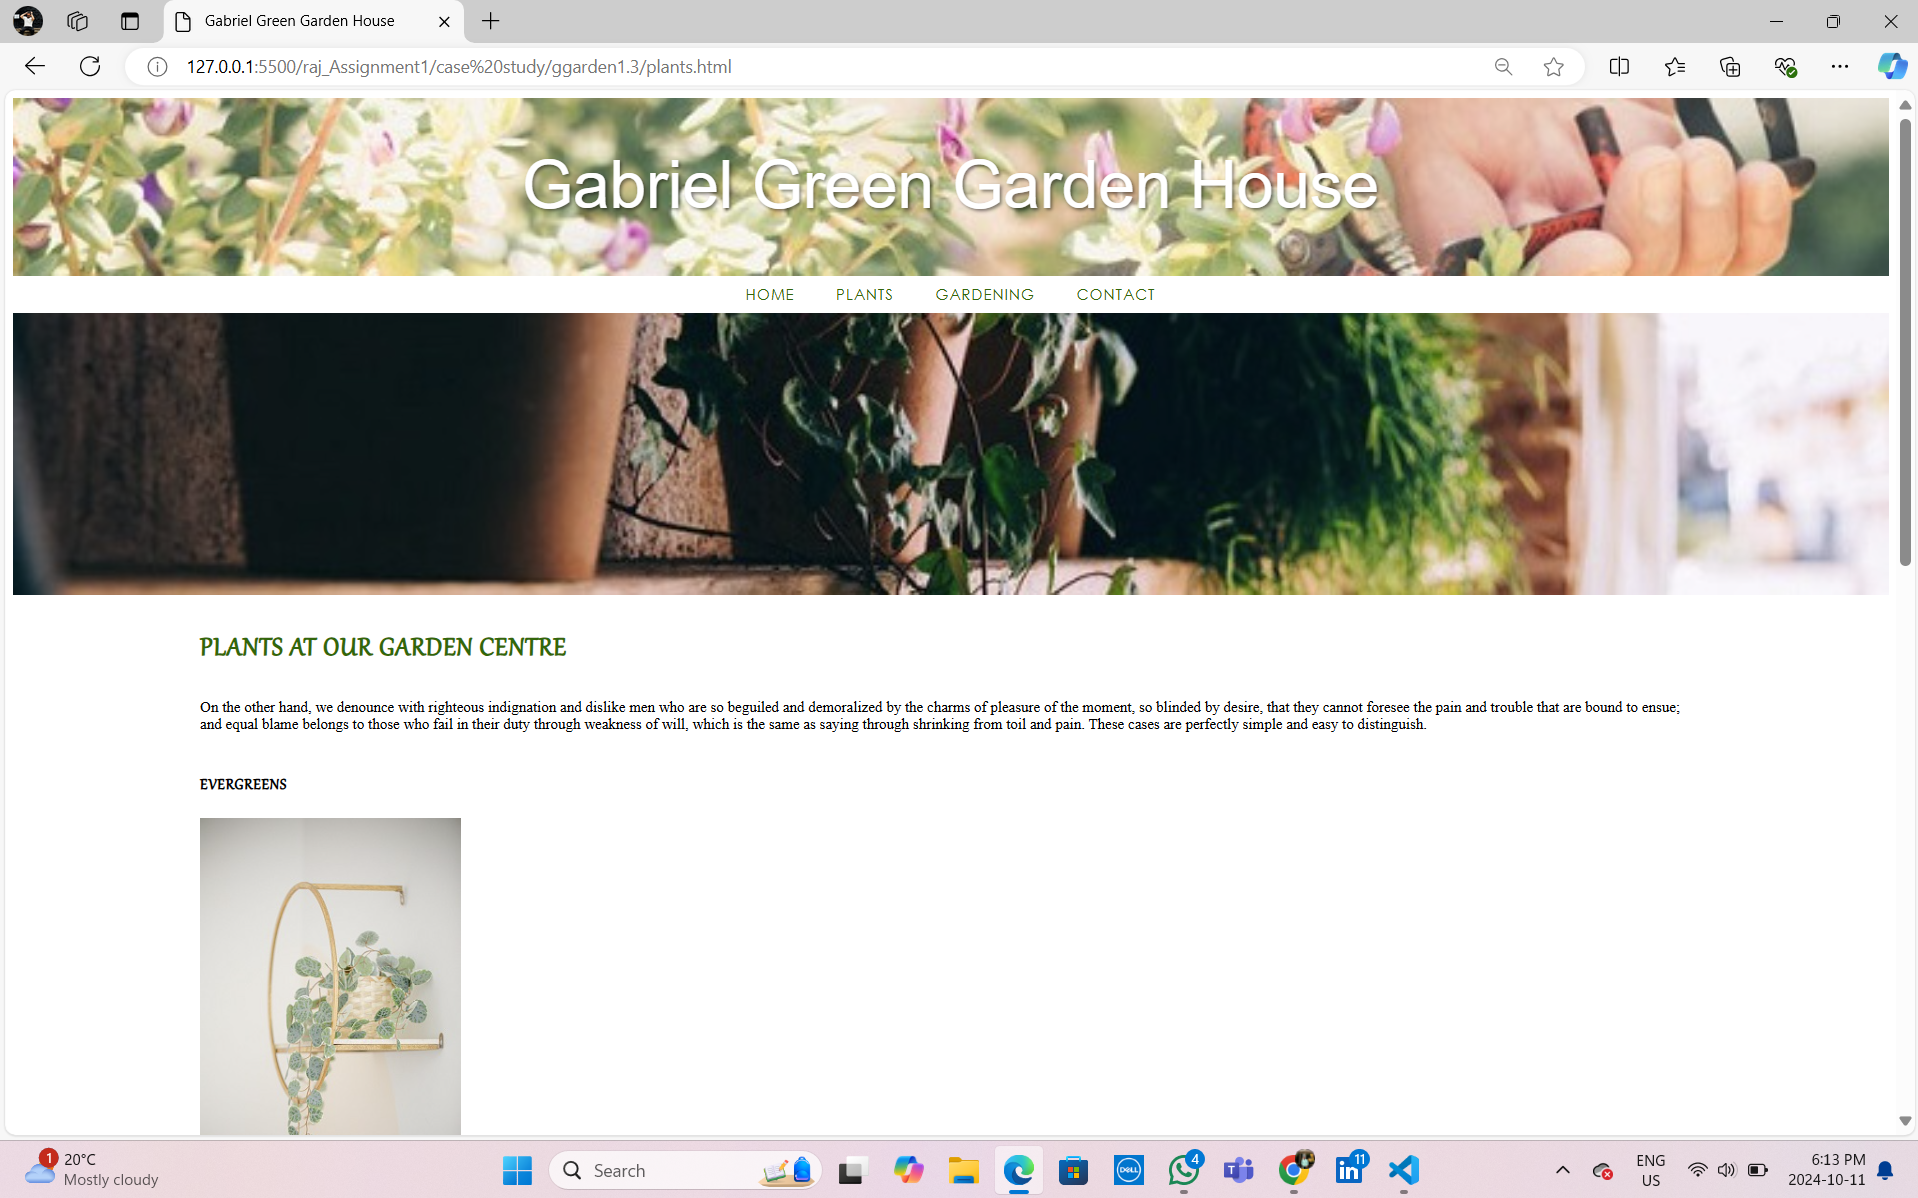 Gabriel Green Garden House
127.0.0.1:5500/raj_Assignment1/case%20study/ggarden1.3/plants.html
Gabriel Green Garden House
HOME PLANTS GARDENING CONTACT
PLANTS AT OUR GARDEN CENTRE
On the other hand, we denounce with righteous indignation and dislike men who are so beguiled and demoralized by the charms of pleasure of the moment, so blinded by desire, that they cannot foresee the pain and trouble that are bound to ensue;
and equal blame belongs to those who fail in their duty through weakness of will, which is the same as saying through shrinking from toil and pain. These cases are perfectly simple and easy to distinguish.
EVERGREENS
1
20°C
Mostly cloudy
Search
DELL
4
11
ENG
US
6:13 PM
2024-10-11